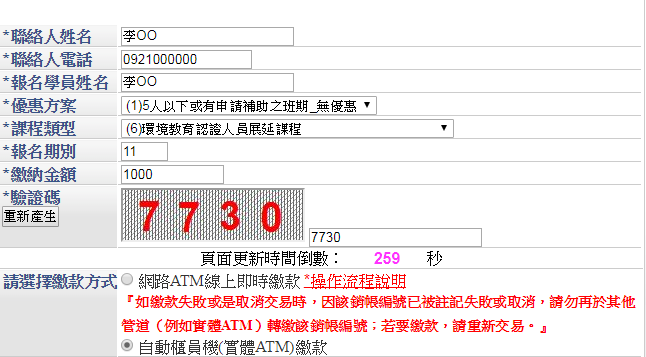 *聯絡人姓名 李OO
*聯絡人電話 0921000000
*報名學員姓名 李OO
*優惠方案 (1)5人以下或有申請補助之班期_無優惠
*課程類型 (6)環境教育認證人員展延課程
*報名期別 11
*繳納金額 1000
*驗證碼
重新產生 7730 7730
頁面更新時間倒數： 259 秒
請選擇繳款方式 網路ATM線上即時繳款 *操作流程說明
『如繳款失敗或是取消交易時，因該銷帳編號已被註記失敗或取消，請勿再於其他
管道（例如實體ATM）轉繳該銷帳編號；若要繳款，請重新交易。』
自動櫃員機(實體ATM)繳款